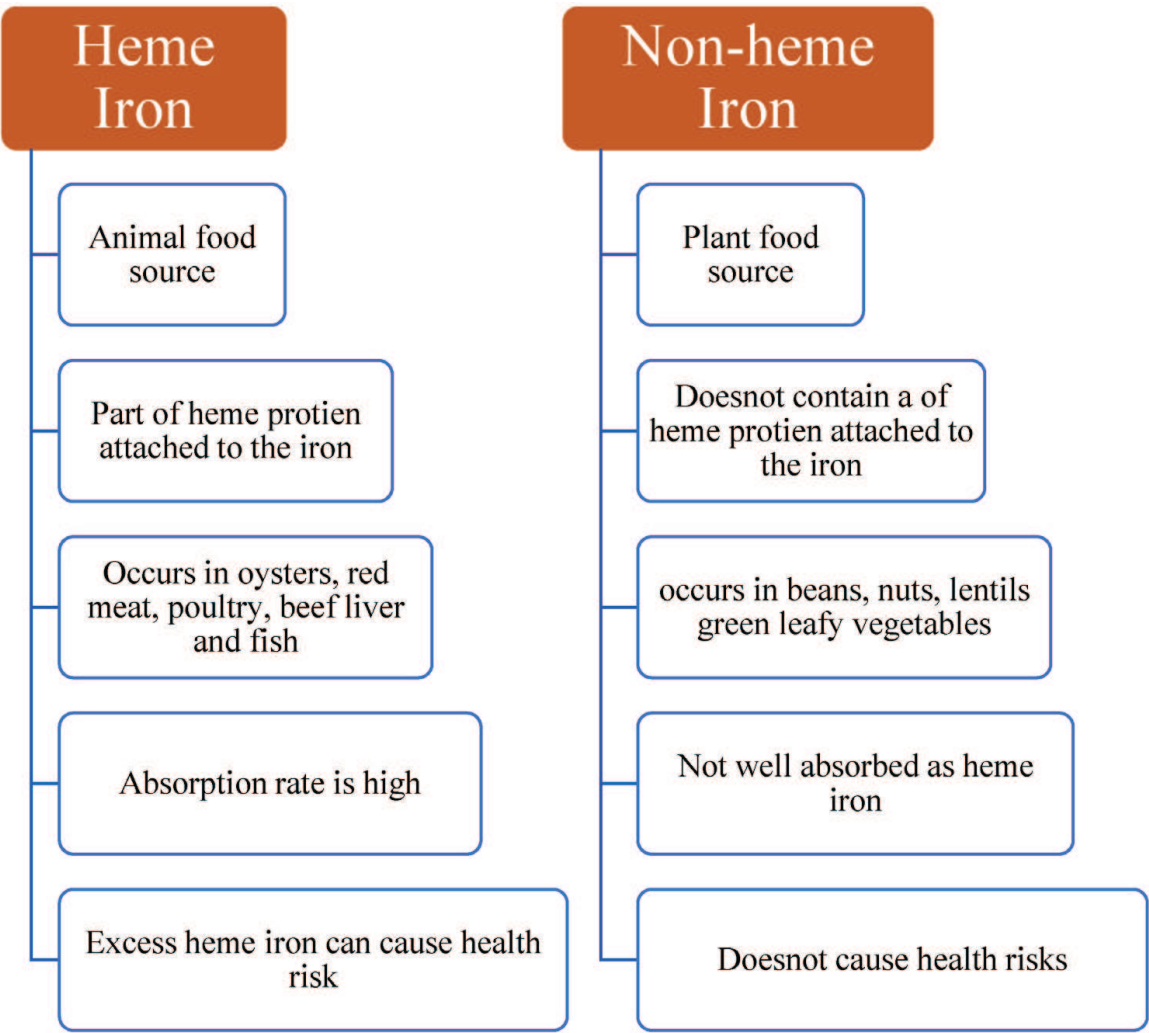 Heme
Iron
Animal food
source
Part of heme protien
attached to the iron
Occurs in oysters, red
meat, poultry, beef liver
and fish
Absorption rate is high
Excess heme iron can cause health
risk
Non-heme
Iron
Plant food
source
Doesnot contain a of
heme protien attached to
the iron
occurs in beans, nuts, lentils
green leafy vegetables
Not well absorbed as heme
iron
Doesnot cause health risks